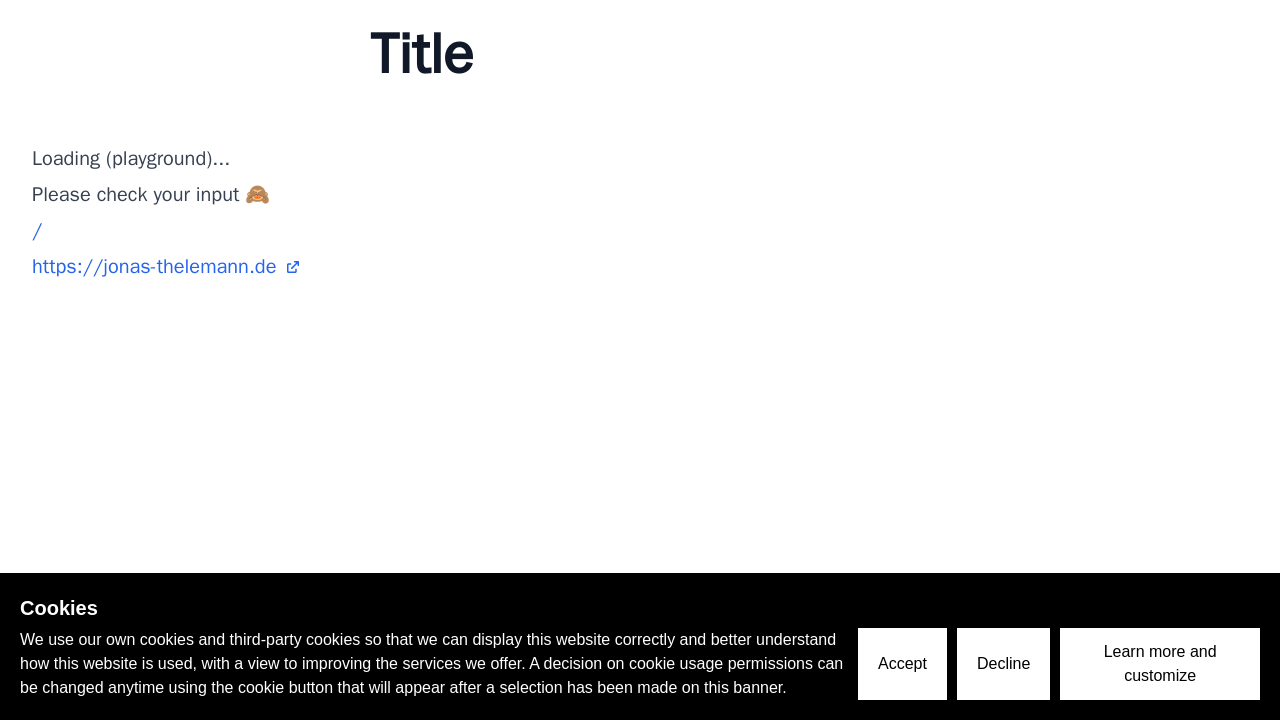 Title
Loading (playground)...
Please check your input 🙈
/
https://jonas-thelemann.de
Cookies
We use our own cookies and third-party cookies so that we can display this website correctly and better understand
how this website is used, with a view to improving the services we offer. A decision on cookie usage permissions can
be changed anytime using the cookie button that will appear after a selection has been made on this banner.
Accept
Decline
Learn more and
customize